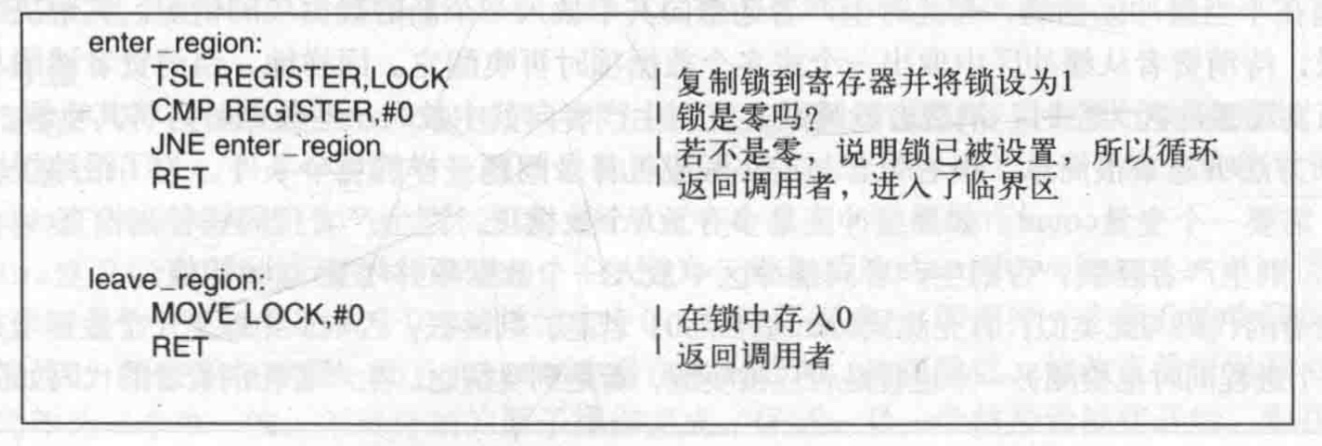 enter_region:
TSL REGISTER,LOCK | 复制锁到寄存器并将锁设为1
CMP REGISTER,#0 | 锁是零吗?
JNE enter_region | 若不是零，说明锁已被设置，所以循环
RET | 返回调用者，进入了临界区
leave_region:
MOVE LOCK,#0 | 在锁中存入0
RET | 返回调用者